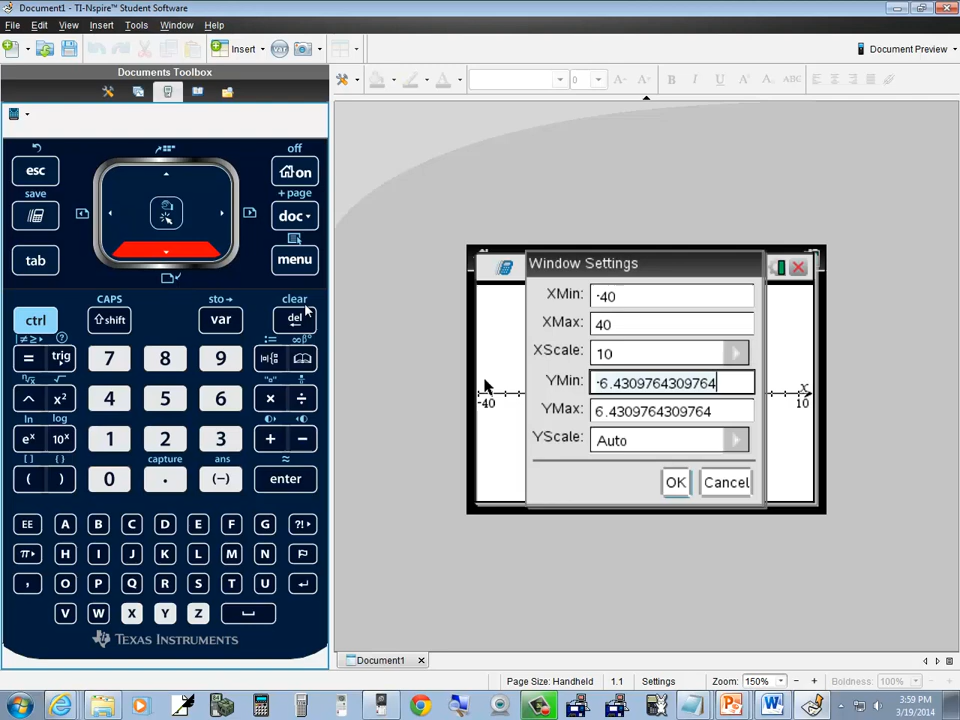 Document1 - TI-Nspire™ Student Software
File Edit View Insert Tools Window Help
Insert
Document Preview
Documents Toolbox
0 A A B I U A A ABC
off
esc
on
save
+ page
doc
tab
menu
CAPS sto→ clear
ctrl shift var del
= trig 7 8 9
^ x² 4 5 6 × ÷
ln log
eˣ 10ˣ 1 2 3 + −
[ ] { } capture ans ≈
( ) 0 . (−) enter
EE A B C D E F G ?!
π H I J K L M N
, O P Q R S T U
V W X Y Z
TEXAS INSTRUMENTS
Window Settings
XMin: -40
XMax: 40
XScale: 10
YMin: -6.4309764309764
YMax: 6.4309764309764
YScale: Auto
OK Cancel
x
-40
10
Document1
Page Size: Handheld 1.1 Settings Zoom: 150% − + Boldness: 100% − +
3:59 PM
3/19/2014